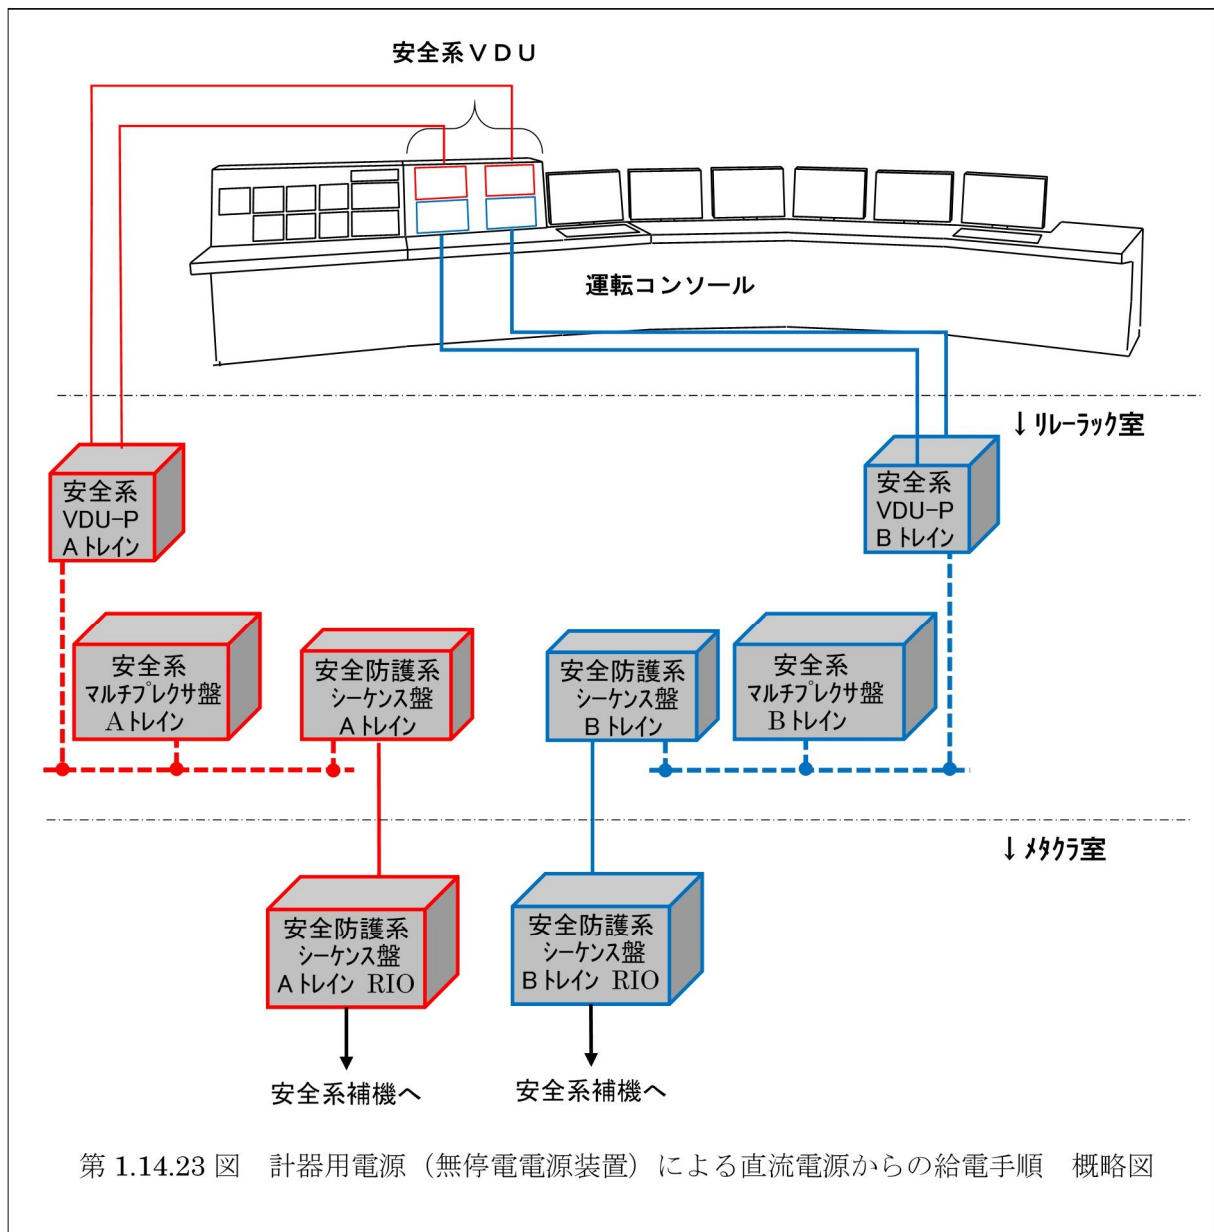 安全系ＶＤＵ
運転コンソール
↓ﾘﾚｰﾗｯｸ室
安全系
VDU-P
Aﾄﾚｲﾝ
安全系
VDU-P
Bﾄﾚｲﾝ
安全系
ﾏﾙﾁﾌﾟﾚｸｻ盤
Aﾄﾚｲﾝ
安全防護系
ｼｰｹﾝｽ盤
Aﾄﾚｲﾝ
安全防護系
ｼｰｹﾝｽ盤
Bﾄﾚｲﾝ
安全系
ﾏﾙﾁﾌﾟﾚｸｻ盤
Bﾄﾚｲﾝ
↓ﾒﾀｸﾗ室
安全防護系
ｼｰｹﾝｽ盤
Aﾄﾚｲﾝ RIO
安全防護系
ｼｰｹﾝｽ盤
Bﾄﾚｲﾝ RIO
安全系補機へ
安全系補機へ
第 1.14.23 図　計器用電源（無停電電源装置）による直流電源からの給電手順　概略図